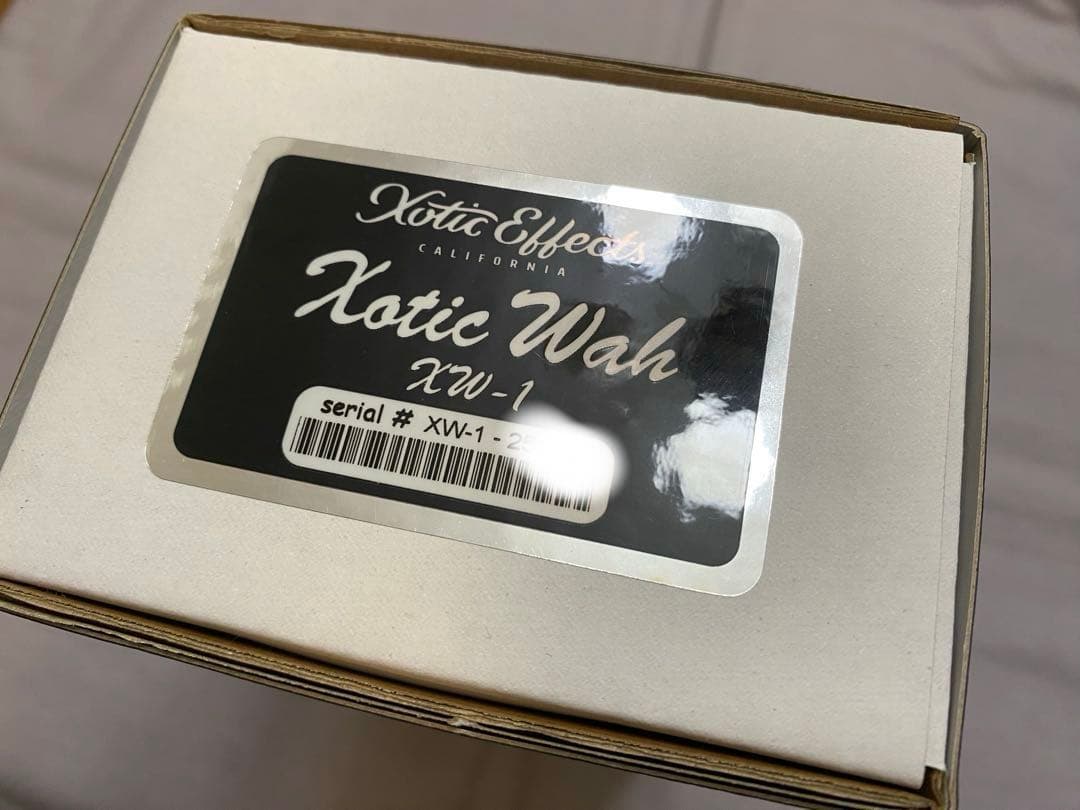 Xotic Effects
CALIFORNIA
Xotic Wah
XW-1
serial # XW-1 - 2